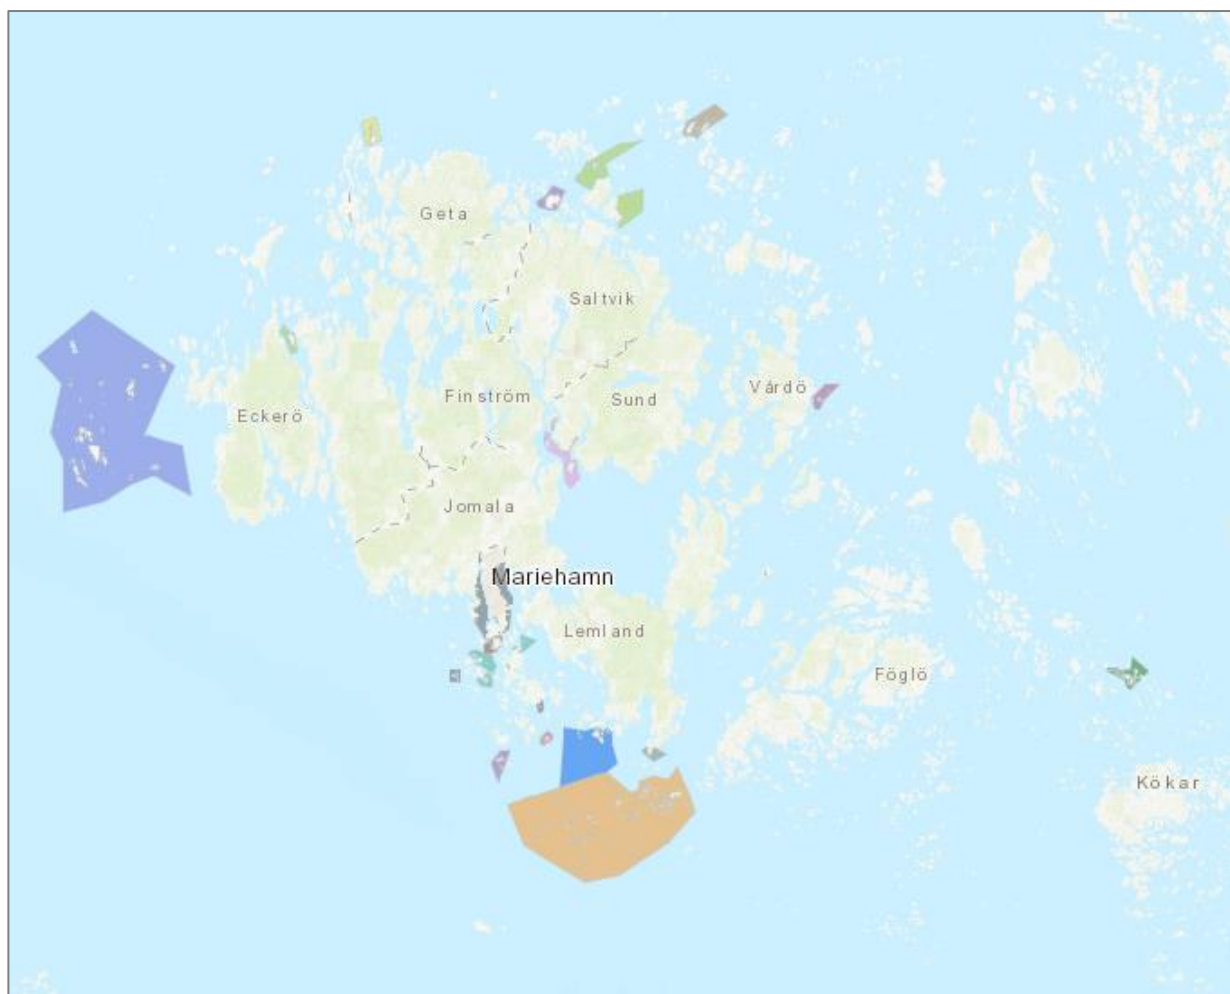 Geta
Saltvik
Vårdö
Finström
Sund
Eckerö
Jomala
Mariehamn
Lemland
Föglö
Kökar